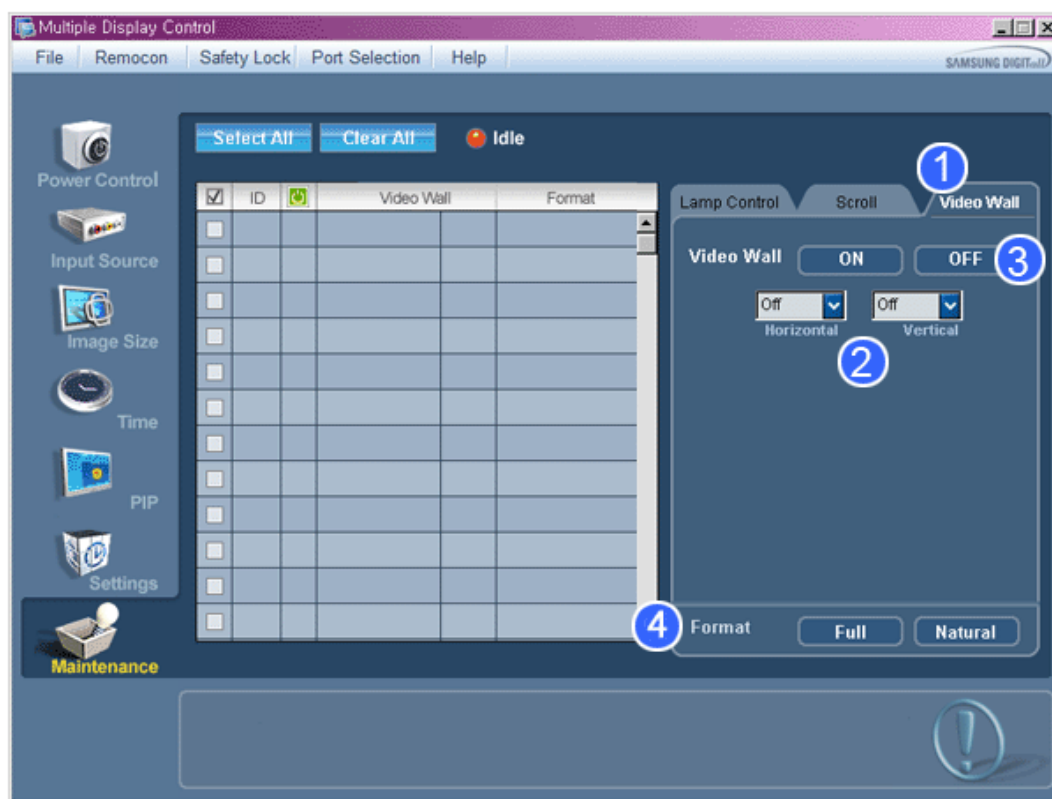 Multiple Display Control
File Remocon Safety Lock Port Selection Help
SAMSUNG DIGITall
Select All Clear All Idle
Power Control
Input Source
Image Size
Time
PIP
Settings
Maintenance
ID Video Wall Format
1
Lamp Control Scroll Video Wall
Video Wall ON OFF 3
Off Off
Horizontal Vertical
2
4 Format Full Natural